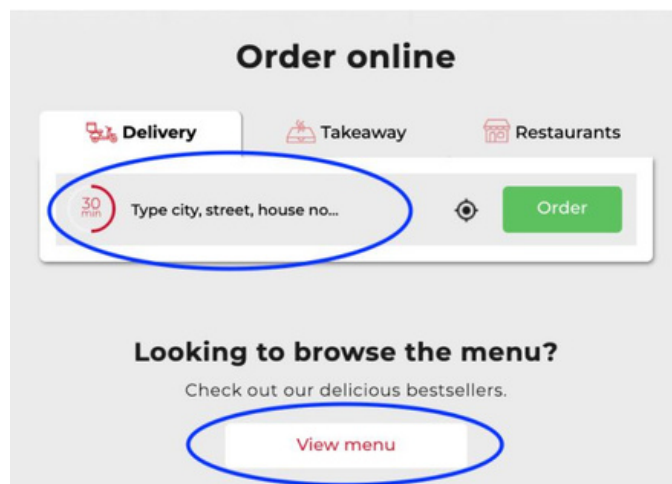 Order online
Delivery
Takeaway
Restaurants
30
min
Type city, street, house no...
Order
Looking to browse the menu?
Check out our delicious bestsellers.
View menu